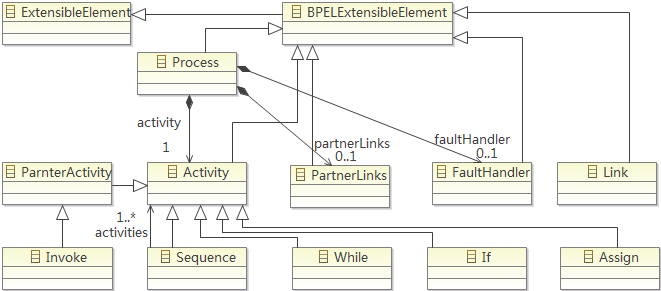 ExtensibleElement
BPELExtensibleElement
Process
activity
1
partnerLinks
0..1
faultHandler
0..1
ParnterActivity
Activity
PartnerLinks
FaultHandler
Link
1..*
activities
Invoke
Sequence
While
If
Assign